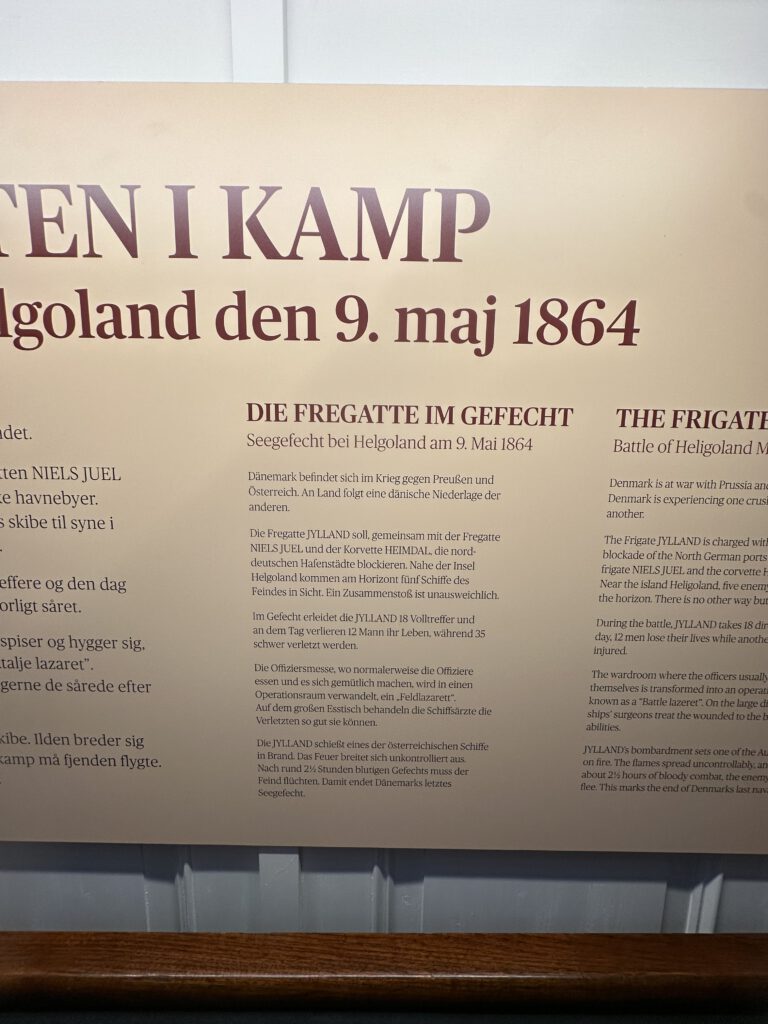 TEN I KAMP
lgoland den 9. maj 1864
det.
ten NIELS JUEL
e havnebyer.
s skibe til syne i
effere og den dag
orligt såret.
spiser og hygger sig,
talje lazaret”.
gerne de sårede efter
kibe. Ilden breder sig
kamp må fjenden flygte.
DIE FREGATTE IM GEFECHT
Seegefecht bei Helgoland am 9. Mai 1864
Dänemark befindet sich im Krieg gegen Preußen und
Österreich. An Land folgt eine dänische Niederlage der
anderen.
Die Fregatte JYLLAND soll, gemeinsam mit der Fregatte
NIELS JUEL und der Korvette HEIMDAL, die nord-
deutschen Hafenstädte blockieren. Nahe der Insel
Helgoland kommen am Horizont fünf Schiffe des
Feindes in Sicht. Ein Zusammenstoß ist unausweichlich.
Im Gefecht erleidet die JYLLAND 18 Volltreffer und
an dem Tag verlieren 12 Mann ihr Leben, während 35
schwer verletzt werden.
Die Offiziersmesse, wo normalerweise die Offiziere
essen und es sich gemütlich machen, wird in einen
Operationsraum verwandelt, ein „Feldlazarett“.
Auf dem großen Esstisch behandeln die Schiffsärzte die
Verletzten so gut sie können.
Die JYLLAND schießt eines der österreichischen Schiffe
in Brand. Das Feuer breitet sich unkontrolliert aus.
Nach rund 2½ Stunden blutigen Gefechts muss der
Feind flüchten. Damit endet Dänemarks letztes
Seegefecht.
THE FRIGATE
Battle of Heligoland M
Denmark is at war with Prussia and
Denmark is experiencing one crus
another.
The Frigate JYLLAND is charged with
blockade of the North German ports
frigate NIELS JUEL and the corvette H
Near the island Heligoland, five enemy
the horizon. There is no other way but
During the battle, JYLLAND takes 18 dir
day, 12 men lose their lives while anothe
injured.
The wardroom where the officers usually
themselves is transformed into an operati
known as a “Battle lazeret”. On the large di
ships’ surgeons treat the wounded to the b
abilities.
JYLLAND’s bombardment sets one of the Au
on fire. The flames spread uncontrollably, an
about 2½ hours of bloody combat, the enemy
flee. This marks the end of Denmarks last nav